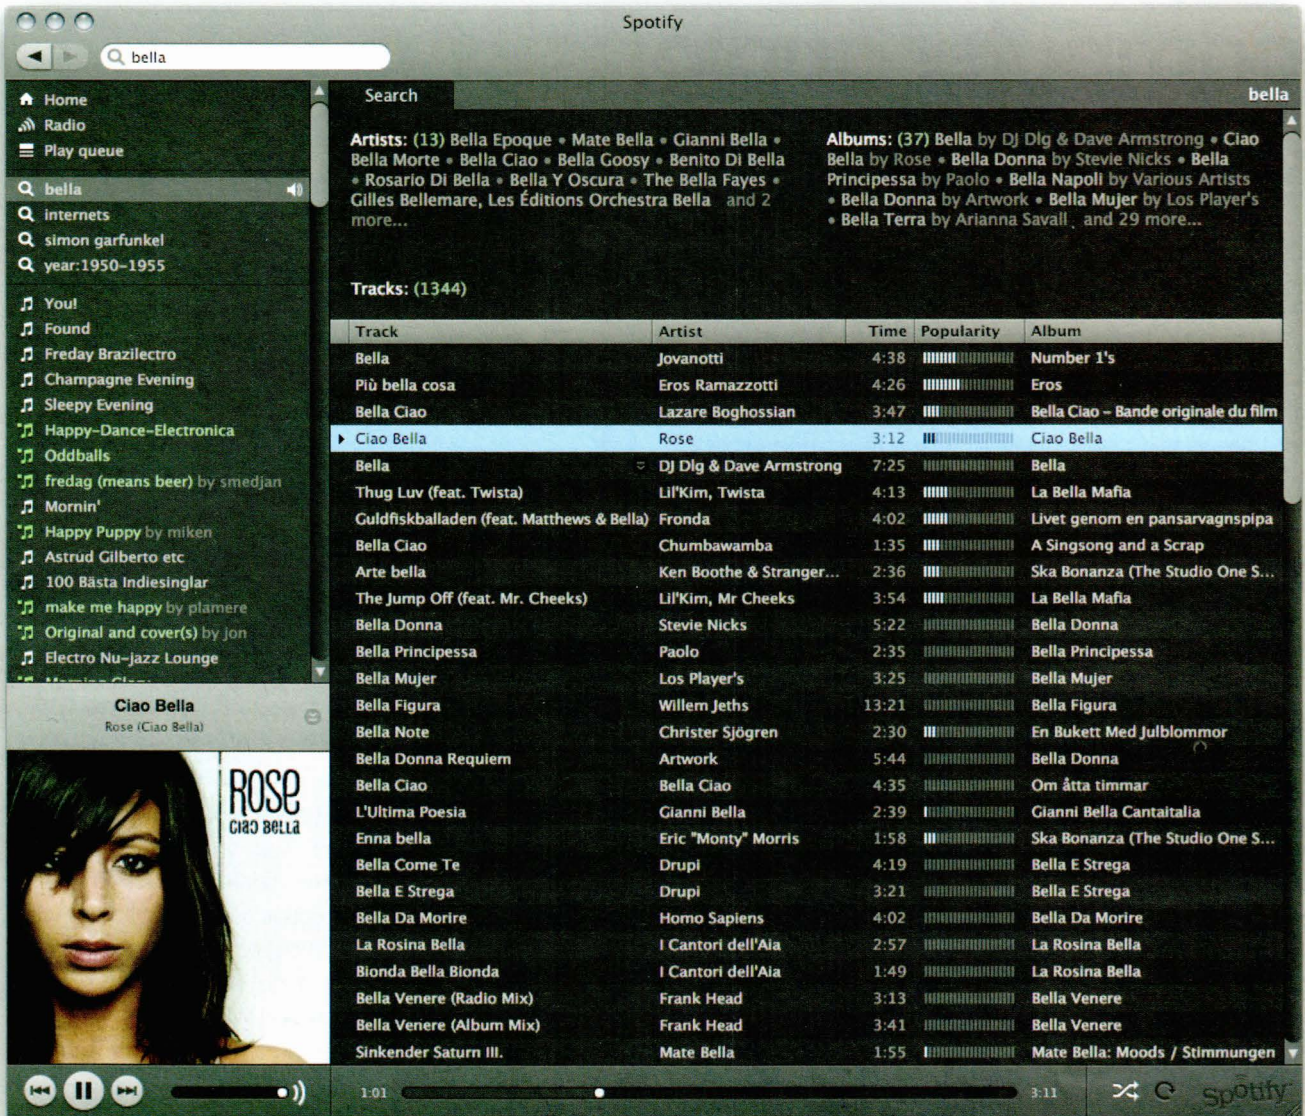 Spotify
bella
Home
Radio
Play queue
bella
internets
simon garfunkel
year:1950-1955
You!
Found
Freday Brazilectro
Champagne Evening
Sleepy Evening
Happy-Dance-Electronica
Oddballs
fredag (means beer) by smedjan
Mornin'
Happy Puppy by miken
Astrud Gilberto etc
100 Bästa Indiesinglar
make me happy by plamere
Original and cover(s) by jon
Electro Nu-Jazz Lounge
Ciao Bella
Rose (Ciao Bella)
ROSE
CIAO BELLA
Search
bella
Artists: (13) Bella Epoque • Mate Bella • Gianni Bella •
Bella Morte • Bella Ciao • Bella Goosy • Benito Di Bella
• Rosario Di Bella • Bella Y Oscura • The Bella Fayes •
Gilles Bellemare, Les Éditions Orchestra Bella and 2
more...
Albums: (37) Bella by DJ Dlg & Dave Armstrong • Ciao
Bella by Rose • Bella Donna by Stevie Nicks • Bella
Principessa by Paolo • Bella Napoli by Various Artists
• Bella Donna by Artwork • Bella Mujer by Los Player's
• Bella Terra by Arianna Savall and 29 more...
Tracks: (1344)
Track Artist Time Popularity Album
Bella Jovanotti 4:38 Number 1's
Più bella cosa Eros Ramazzotti 4:26 Eros
Bella Ciao Lazare Boghossian 3:47 Bella Ciao - Bande originale du film
Ciao Bella Rose 3:12 Ciao Bella
Bella DJ Dlg & Dave Armstrong 7:25 Bella
Thug Luv (feat. Twista) Lil'Kim, Twista 4:13 La Bella Mafia
Guldfiskballaden (feat. Matthews & Bella) Fronda 4:02 Livet genom en pansarvagnspipa
Bella Ciao Chumbawamba 1:35 A Singsong and a Scrap
Arte bella Ken Boothe & Stranger... 2:36 Ska Bonanza (The Studio One S...
The Jump Off (feat. Mr. Cheeks) Lil'Kim, Mr Cheeks 3:54 La Bella Mafia
Bella Donna Stevie Nicks 5:22 Bella Donna
Bella Principessa Paolo 2:35 Bella Principessa
Bella Mujer Los Player's 3:25 Bella Mujer
Bella Figura Willem Jeths 13:21 Bella Figura
Bella Note Christer Sjögren 2:30 En Bukett Med Julblommor
Bella Donna Requiem Artwork 5:44 Bella Donna
Bella Ciao Bella Ciao 4:35 Om åtta timmar
L'Ultima Poesia Gianni Bella 2:39 Gianni Bella Cantaitalia
Enna bella Eric "Monty" Morris 1:58 Ska Bonanza (The Studio One S...
Bella Come Te Drupi 4:19 Bella E Strega
Bella E Strega Drupi 3:21 Bella E Strega
Bella Da Morire Homo Sapiens 4:02 Bella Da Morire
La Rosina Bella I Cantori dell'Aia 2:57 La Rosina Bella
Bionda Bella Bionda I Cantori dell'Aia 1:49 La Rosina Bella
Bella Venere (Radio Mix) Frank Head 3:13 Bella Venere
Bella Venere (Album Mix) Frank Head 3:41 Bella Venere
Sinkender Saturn III. Mate Bella 1:55 Mate Bella: Moods / Stimmungen
1:01
3:11
Spotify